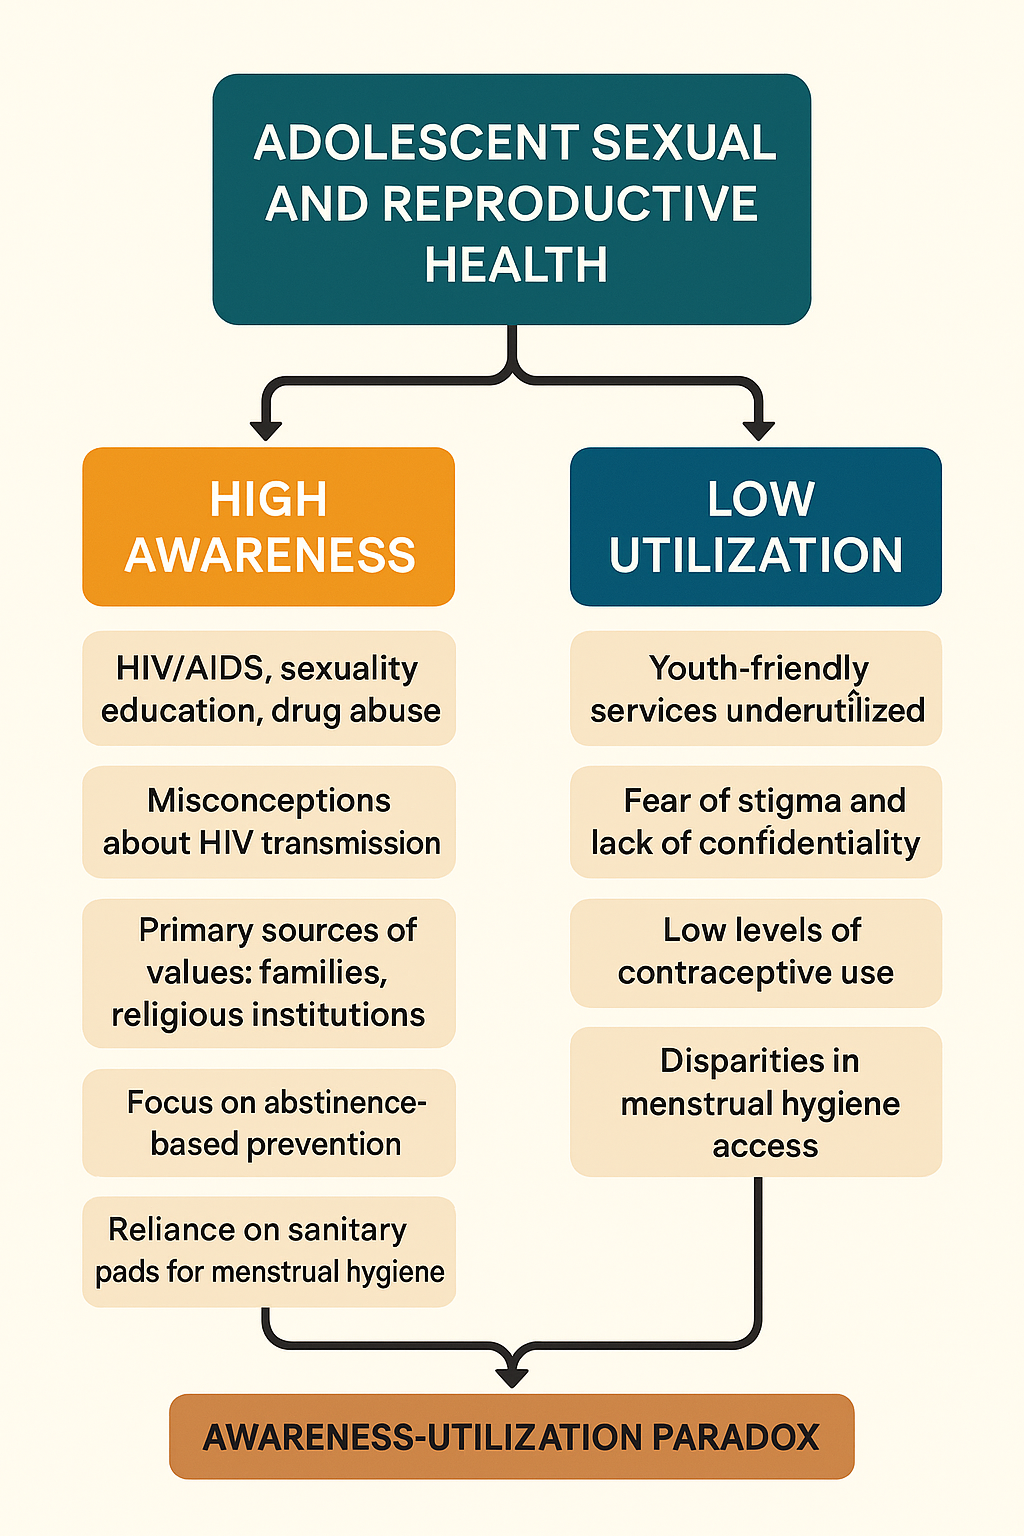 ADOLESCENT SEXUAL
AND REPRODUCTIVE
HEALTH
HIGH
AWARENESS
HIV/AIDS, sexuality
education, drug abuse
Misconceptions
about HIV transmission
Primary sources of
values: families,
religious institutions
Focus on abstinence-
based prevention
Reliance on sanitary
pads for menstrual hygiene
LOW
UTILIZATION
Youth-friendly
services underutîlized
Fear of stigma and
lack of confidentiality
Low levels of
contraceptive use
Disparities in
menstrual hygiene
access
AWARENESS-UTILIZATION PARADOX